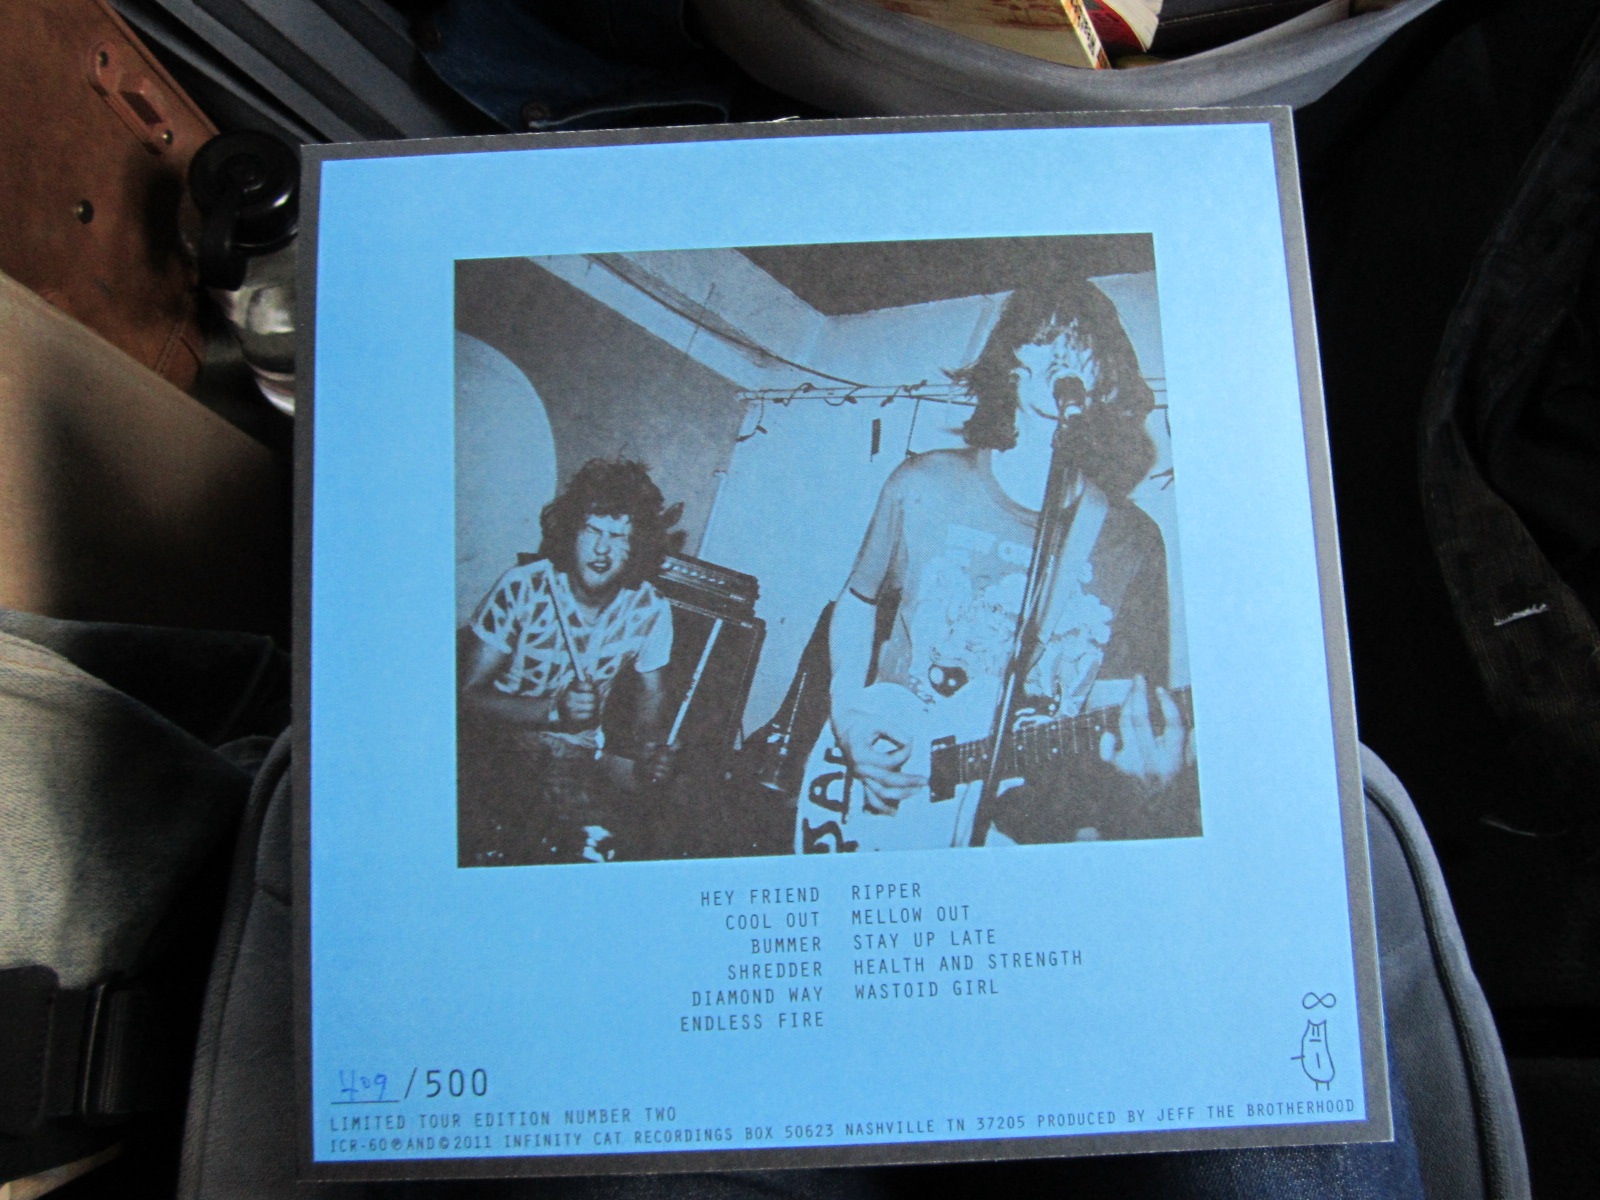 HEY FRIEND
COOL OUT
BUMMER
SHREDDER
DIAMOND WAY
ENDLESS FIRE
RIPPER
MELLOW OUT
STAY UP LATE
HEALTH AND STRENGTH
WASTOID GIRL
409/500
LIMITED TOUR EDITION NUMBER TWO
ICR-60℗AND©2011 INFINITY CAT RECORDINGS BOX 50623 NASHVILLE TN 37205 PRODUCED BY JEFF THE BROTHERHOOD